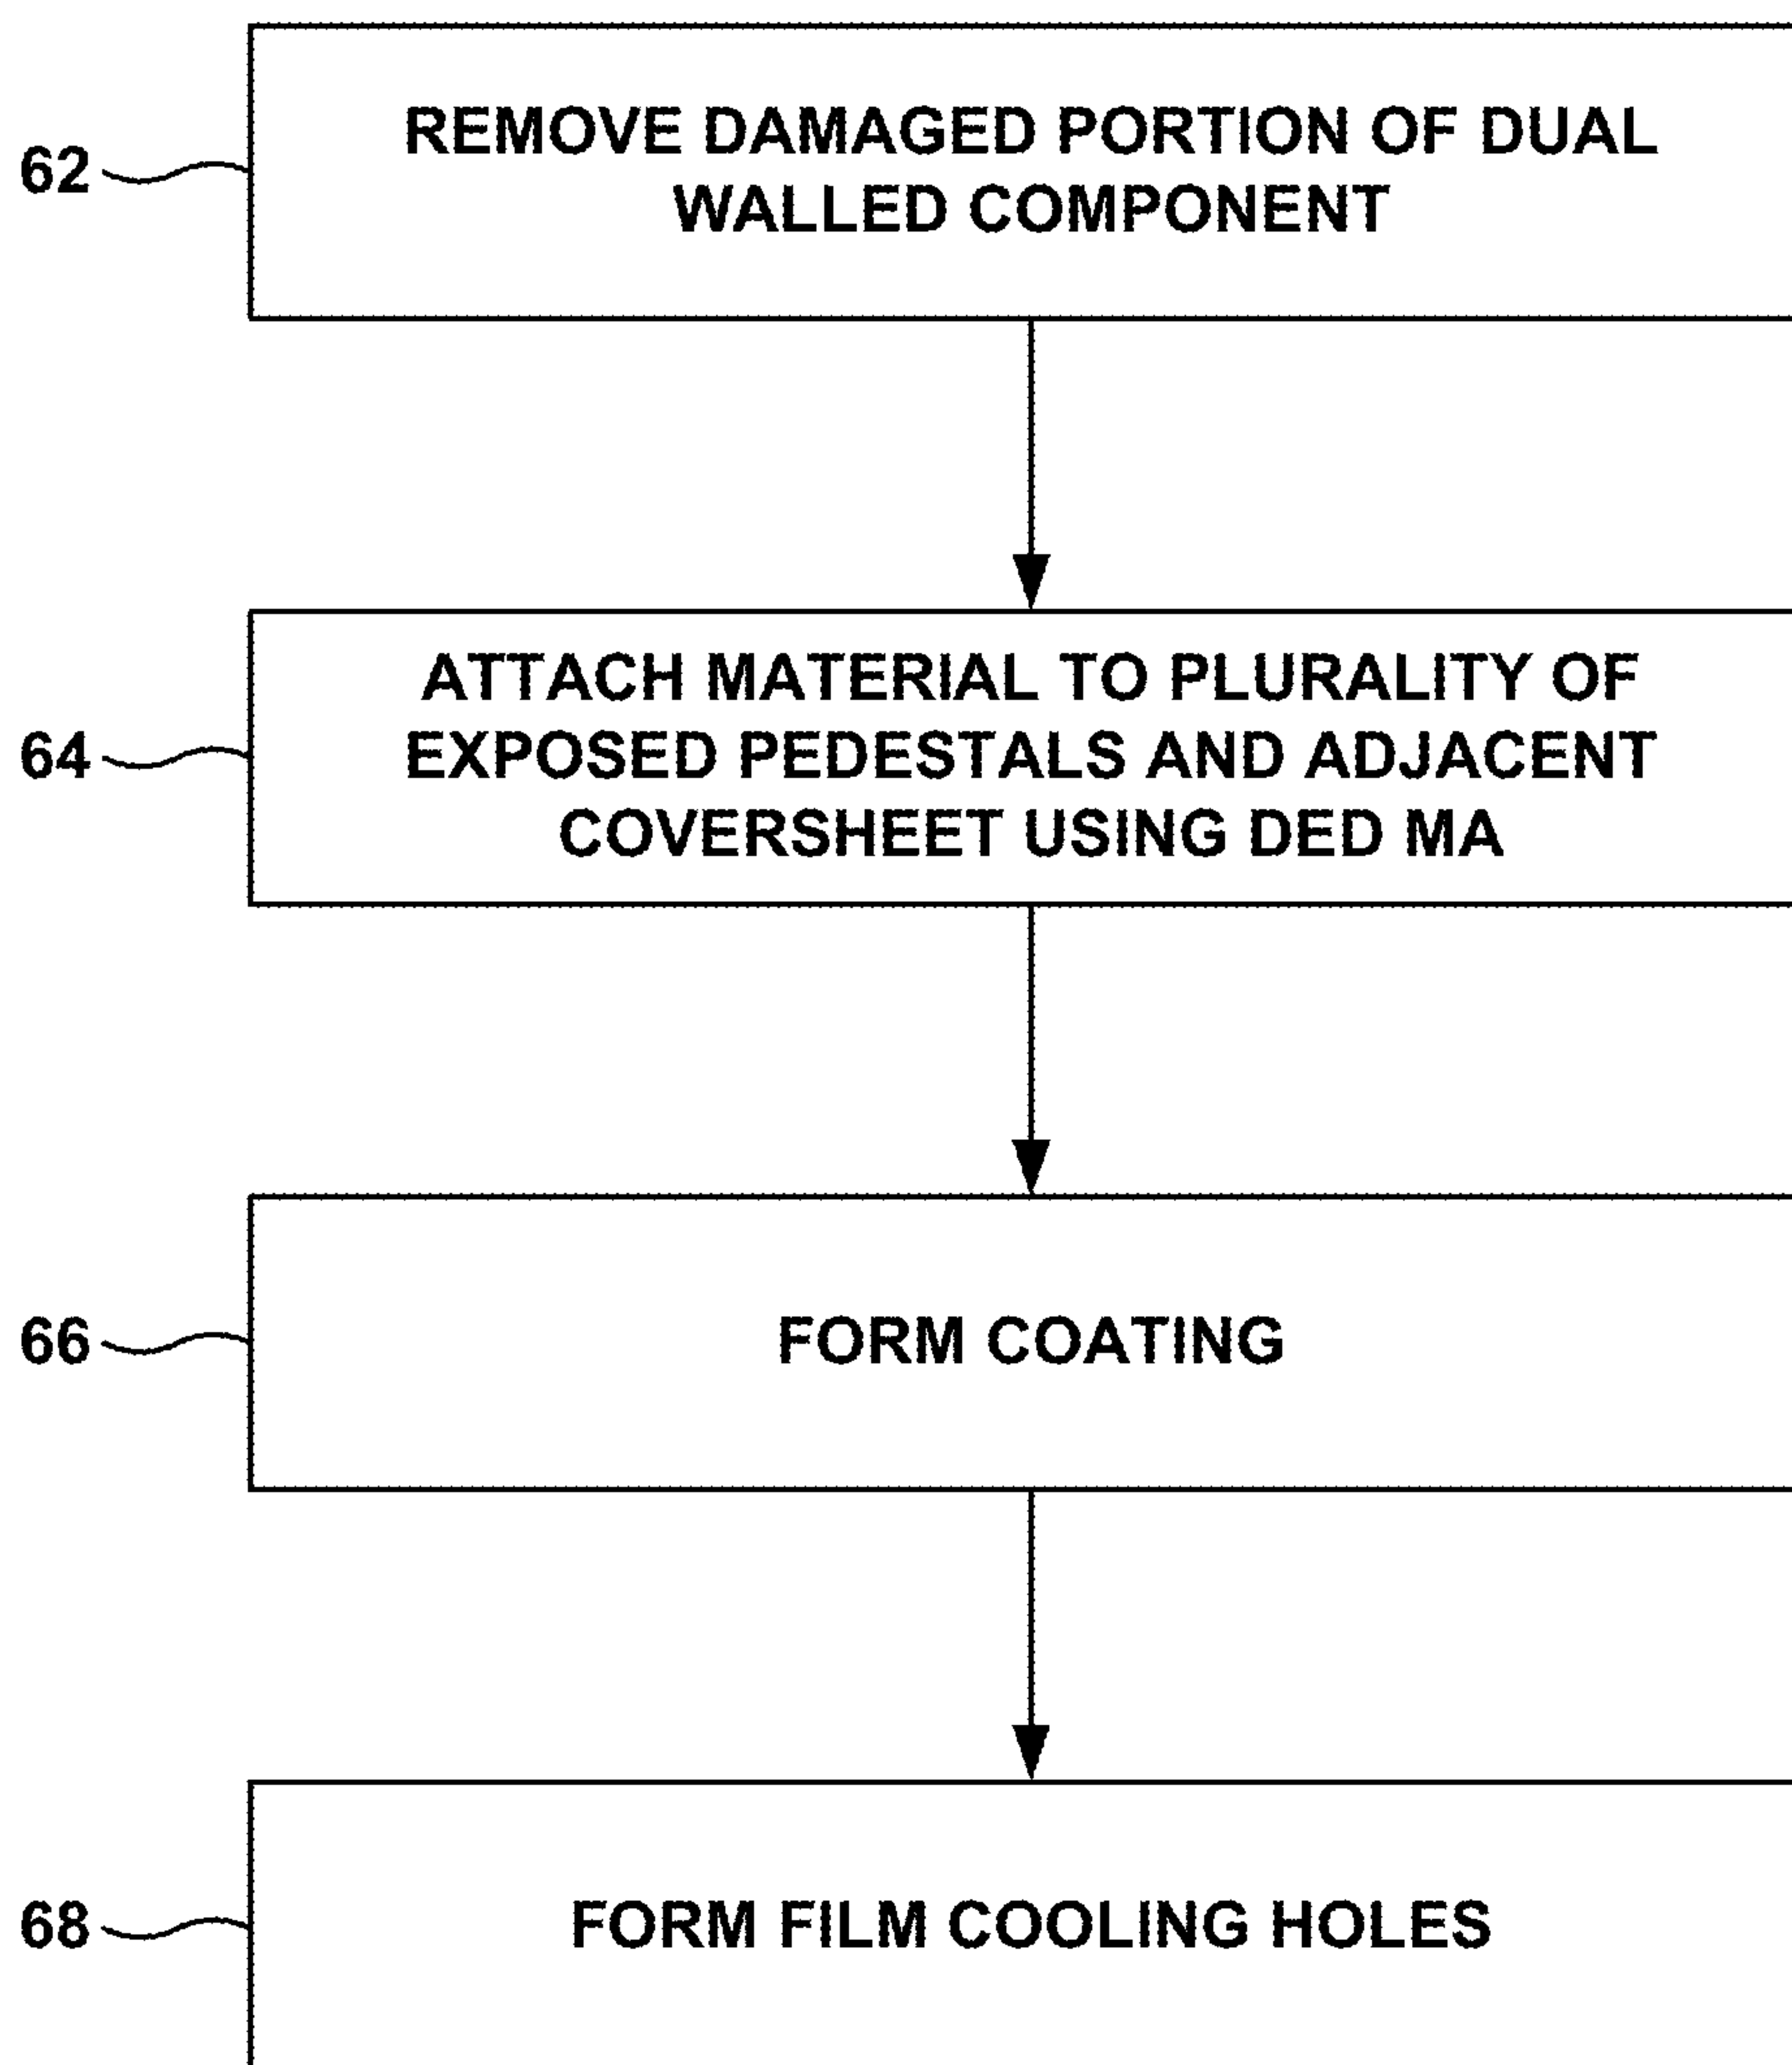 REMOVE DAMAGED PORTION OF DUAL
62
WALLED COMPONENT
ATTACH MATERIAL TO PLURALITY OF
64
EXPOSED PEDESTALS AND ADJACENT
COVERSHEET USING DED MA
66
FORM COATING
68
FORM FILM COOLING HOLES